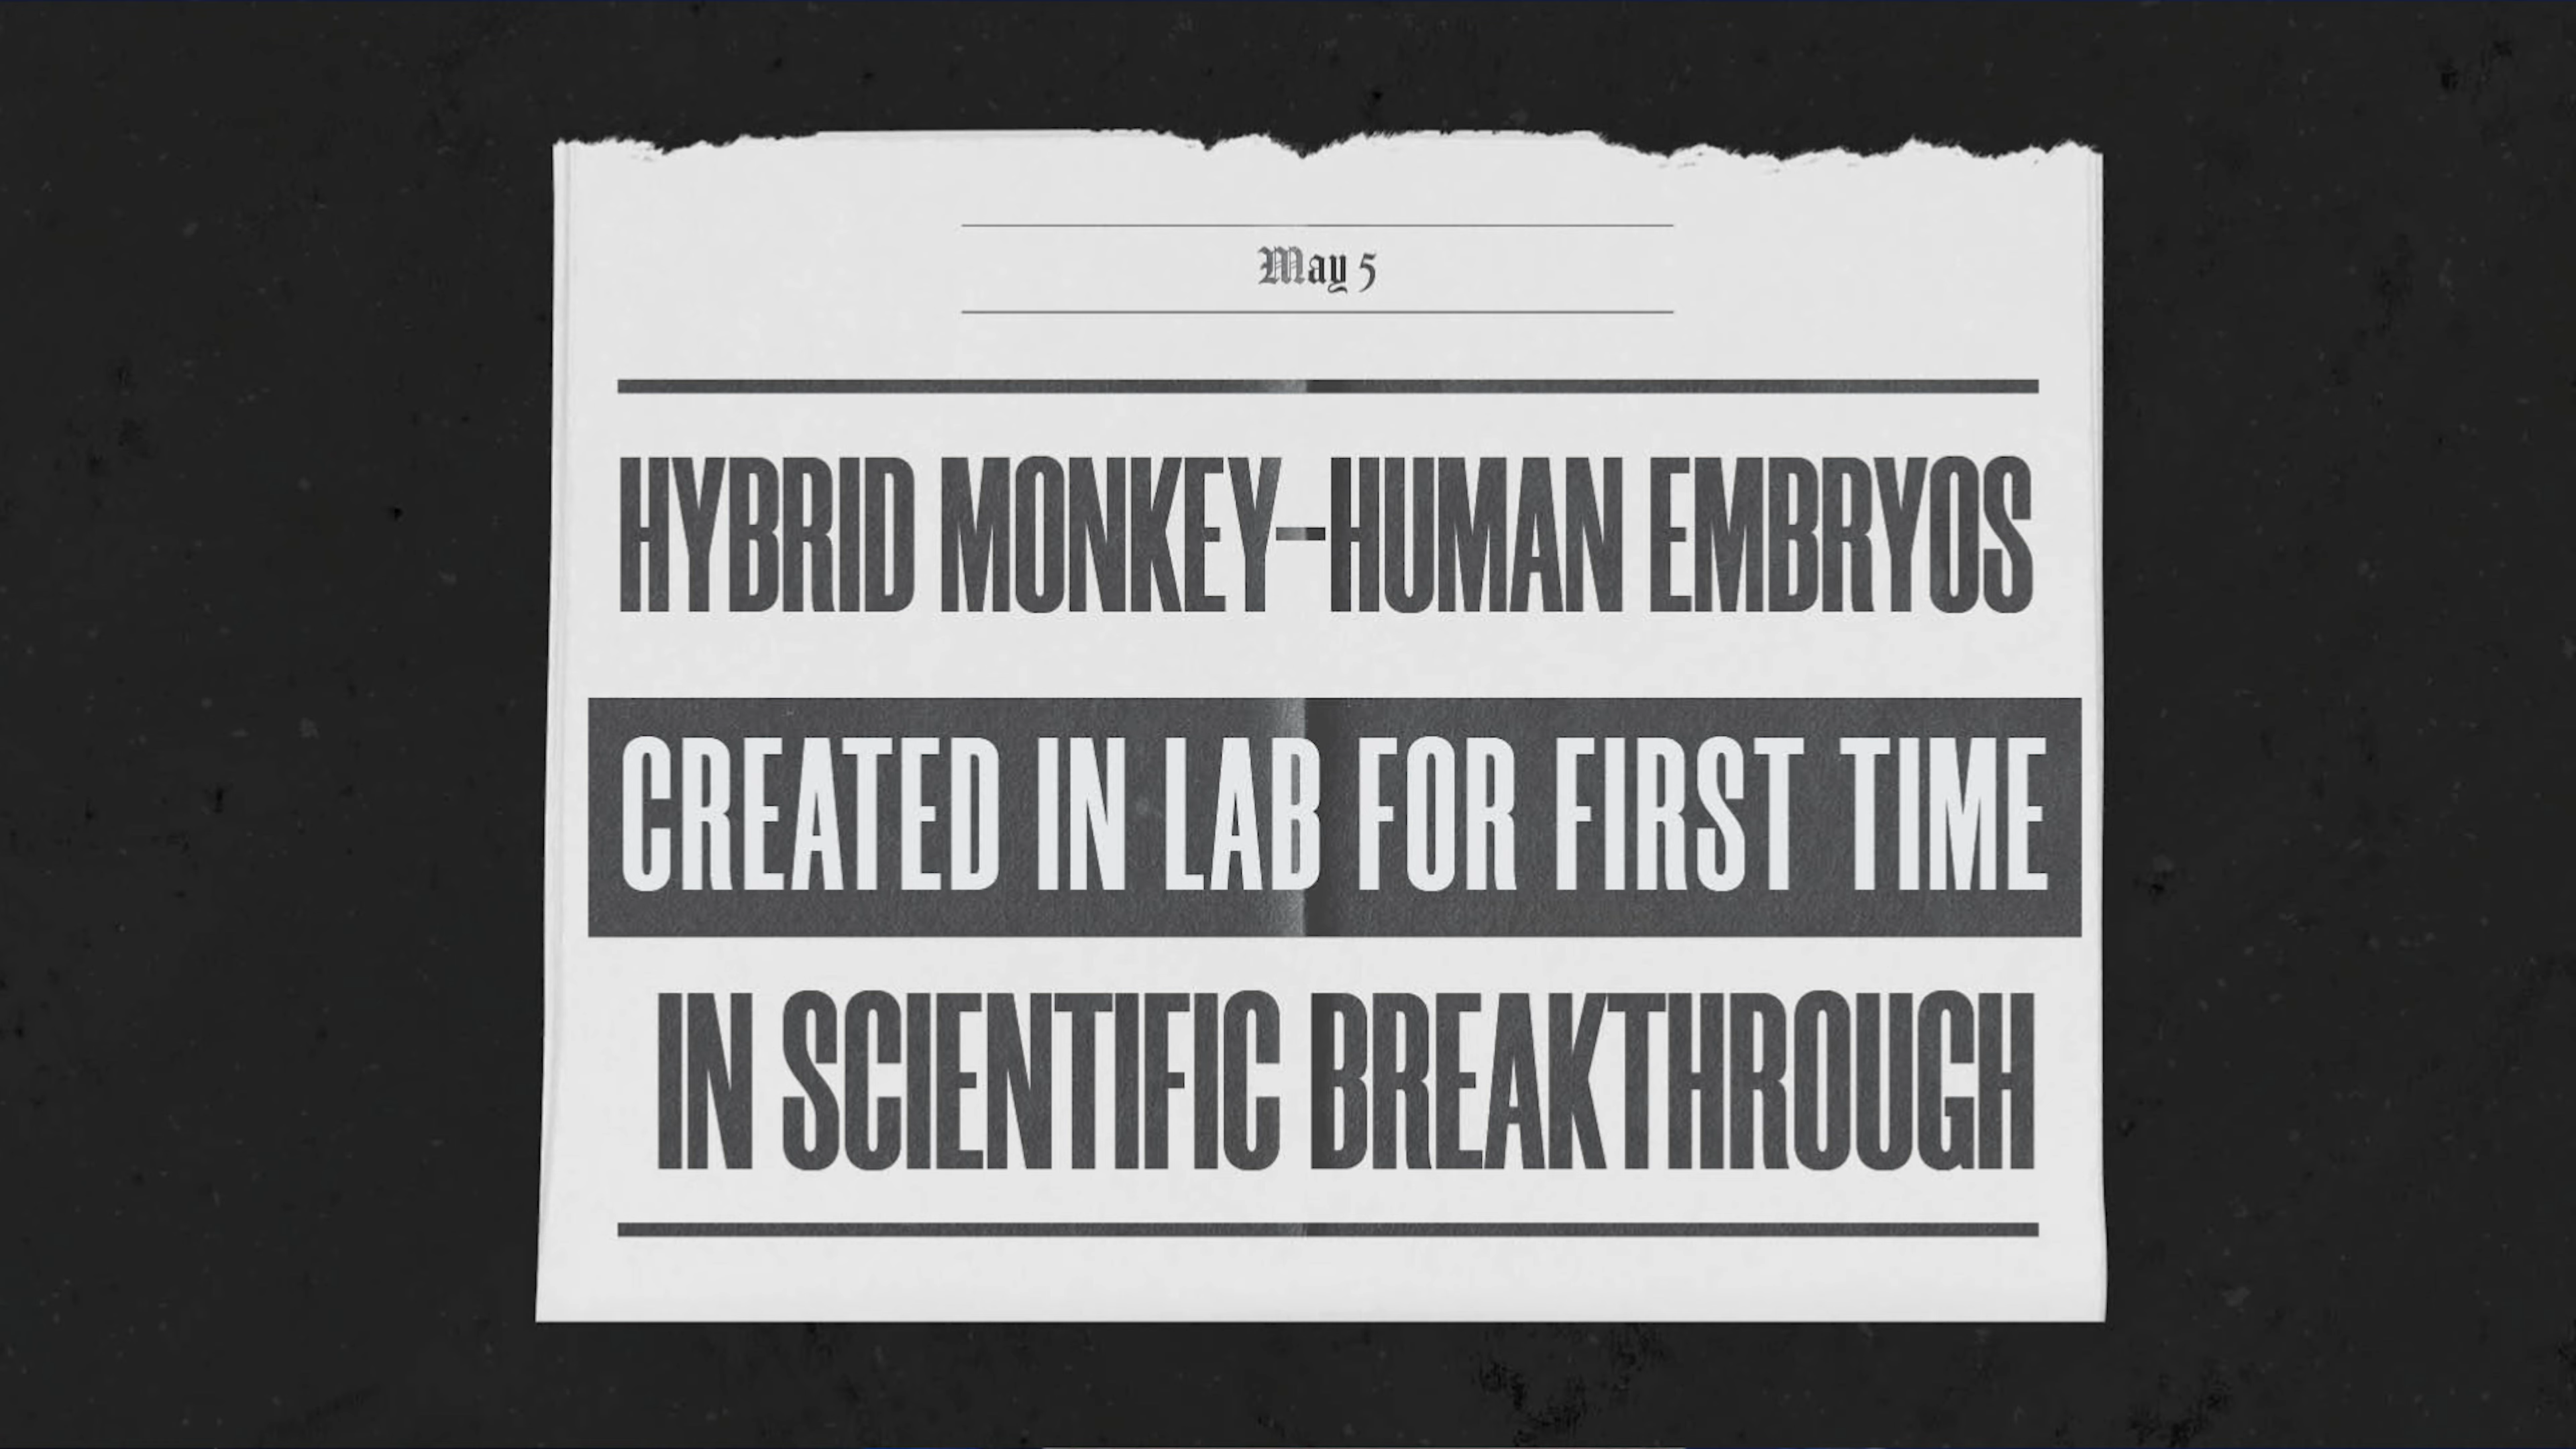 May 5
HYBRID MONKEY–HUMAN EMBRYOS
CREATED IN LAB FOR FIRST TIME
IN SCIENTIFIC BREAKTHROUGH